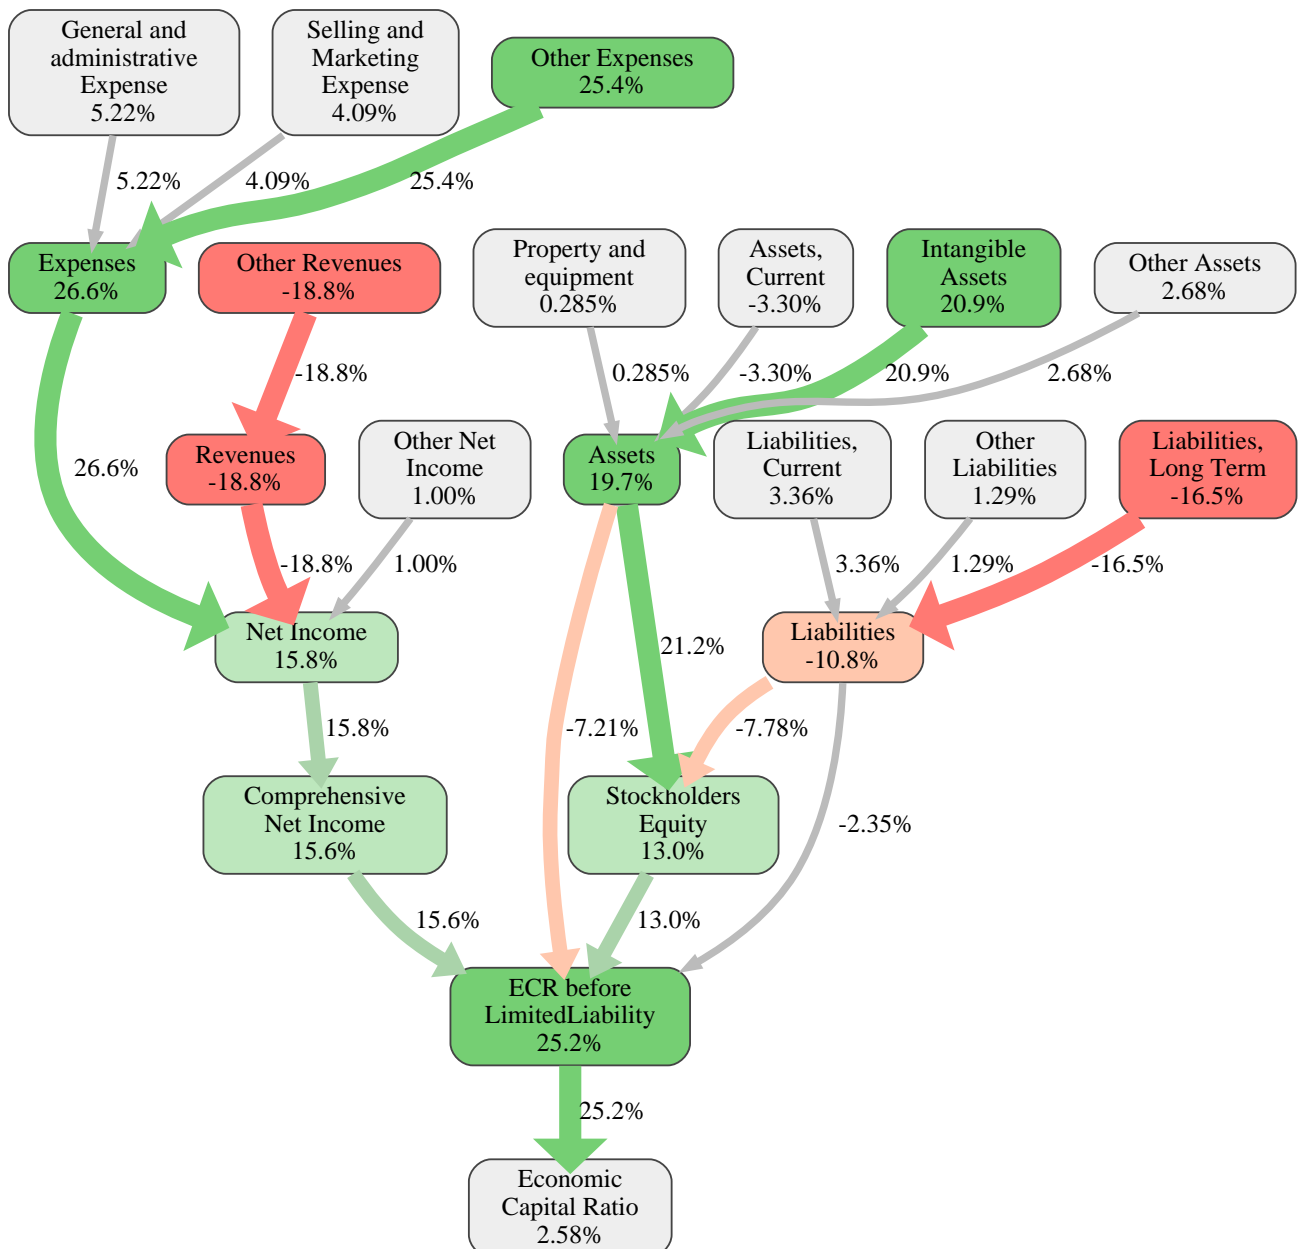 General and
administrative
Expense
5.22%
Selling and
Marketing
Expense
4.09%
Other Expenses
25.4%
5.22%
4.09%
25.4%
Expenses
26.6%
Other Revenues
-18.8%
Property and
equipment
0.285%
Assets,
Current
-3.30%
Intangible
Assets
20.9%
Other Assets
2.68%
-18.8%
0.285%
-3.30%
20.9%
2.68%
26.6%
Revenues
-18.8%
Other Net
Income
1.00%
Assets
19.7%
Liabilities,
Current
3.36%
Other
Liabilities
1.29%
Liabilities,
Long Term
-16.5%
-18.8%
1.00%
3.36%
1.29%
-16.5%
Net Income
15.8%
21.2%
Liabilities
-10.8%
15.8%
-7.21%
-7.78%
Comprehensive
Net Income
15.6%
Stockholders
Equity
13.0%
-2.35%
15.6%
13.0%
ECR before
LimitedLiability
25.2%
25.2%
Economic
Capital Ratio
2.58%